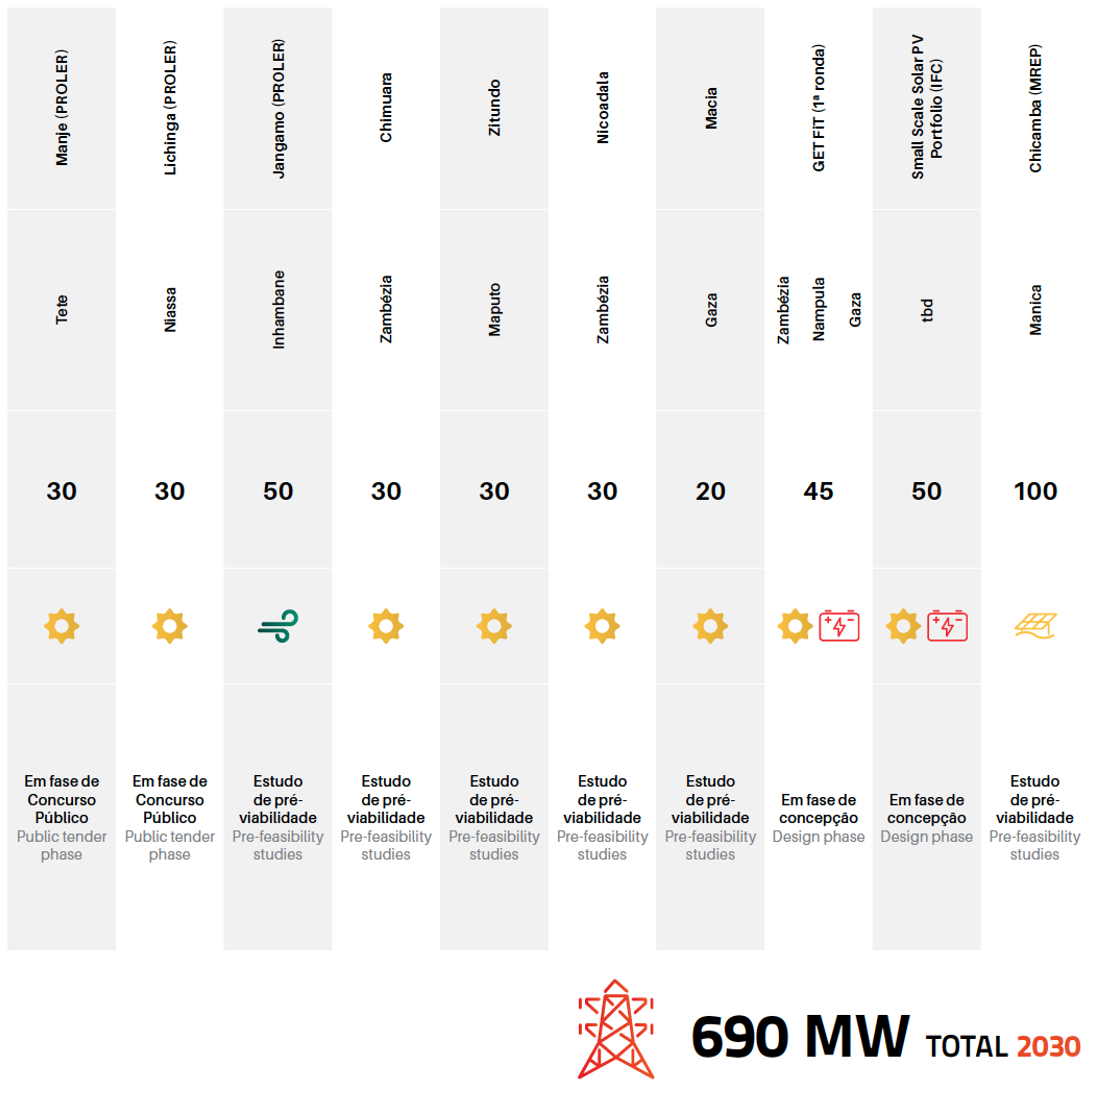 Manje (PROLER)
Lichinga (PROLER)
Jangamo (PROLER)
Chimuara
Zitundo
Nicoadala
Macia
GET FIT (1ª ronda)
Small Scale Solar PV
Portfolio (IFC)
Chicamba (MREP)
Tete
Niassa
Inhambane
Zambézia
Maputo
Zambézia
Gaza
Zambézia
Nampula
Gaza
tbd
Manica
30
30
50
30
30
30
20
45
50
100
Em fase de
Concurso
Público
Public tender
phase
Em fase de
Concurso
Público
Public tender
phase
Estudo
de pré-
viabilidade
Pre-feasibility
studies
Estudo
de pré-
viabilidade
Pre-feasibility
studies
Estudo
de pré-
viabilidade
Pre-feasibility
studies
Estudo
de pré-
viabilidade
Pre-feasibility
studies
Estudo
de pré-
viabilidade
Pre-feasibility
studies
Em fase de
concepção
Design phase
Em fase de
concepção
Design phase
Estudo
de pré-
viabilidade
Pre-feasibility
studies
690 MW TOTAL 2030